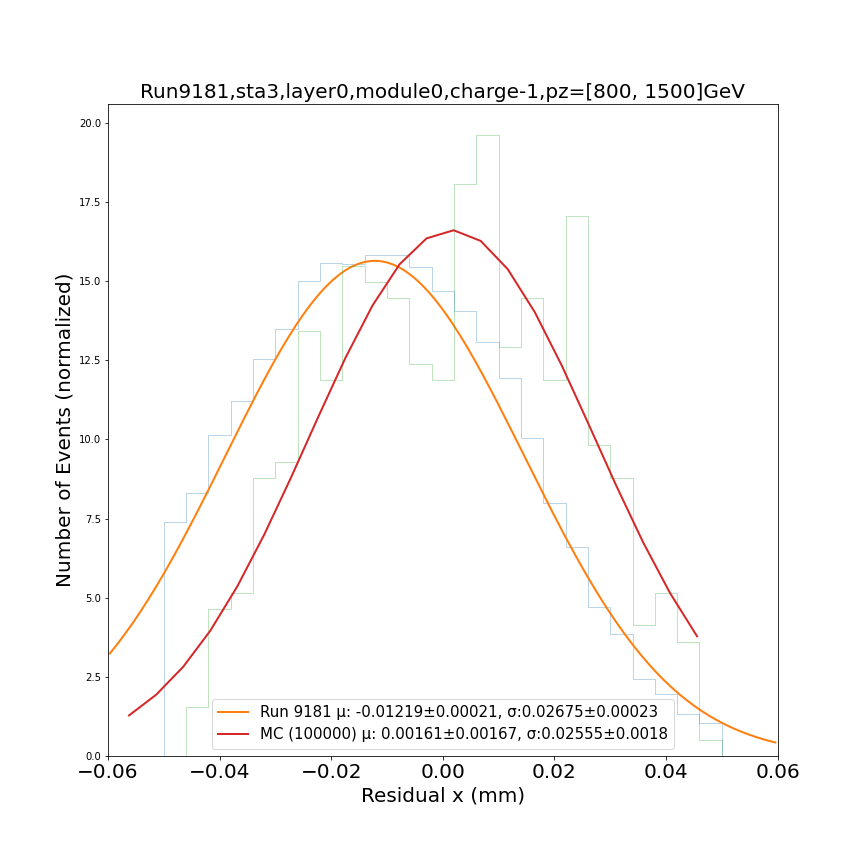 Run9181,sta3,layer0,module0,charge-1,pz=[800, 1500]GeV
Number of Events (normalized)
20.0
17.5
15.0
12.5
10.0
7.5
5.0
2.5
0.0
Run 9181 μ: -0.01219±0.00021, σ:0.02675±0.00023
MC (100000) μ: 0.00161±0.00167, σ:0.02555±0.0018
−0.06 −0.04 −0.02 0.00 0.02 0.04 0.06
Residual x (mm)